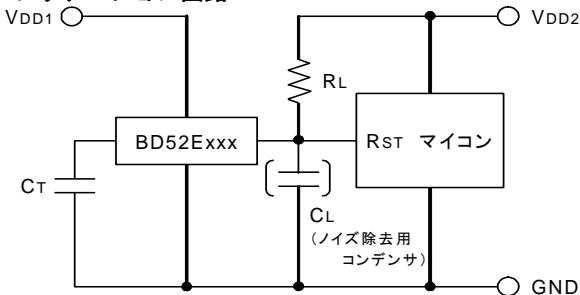 VDD1
VDD2
RL
BD52Exxx
RST マイコン
CT
CL
(ノイズ除去用
コンデンサ)
GND